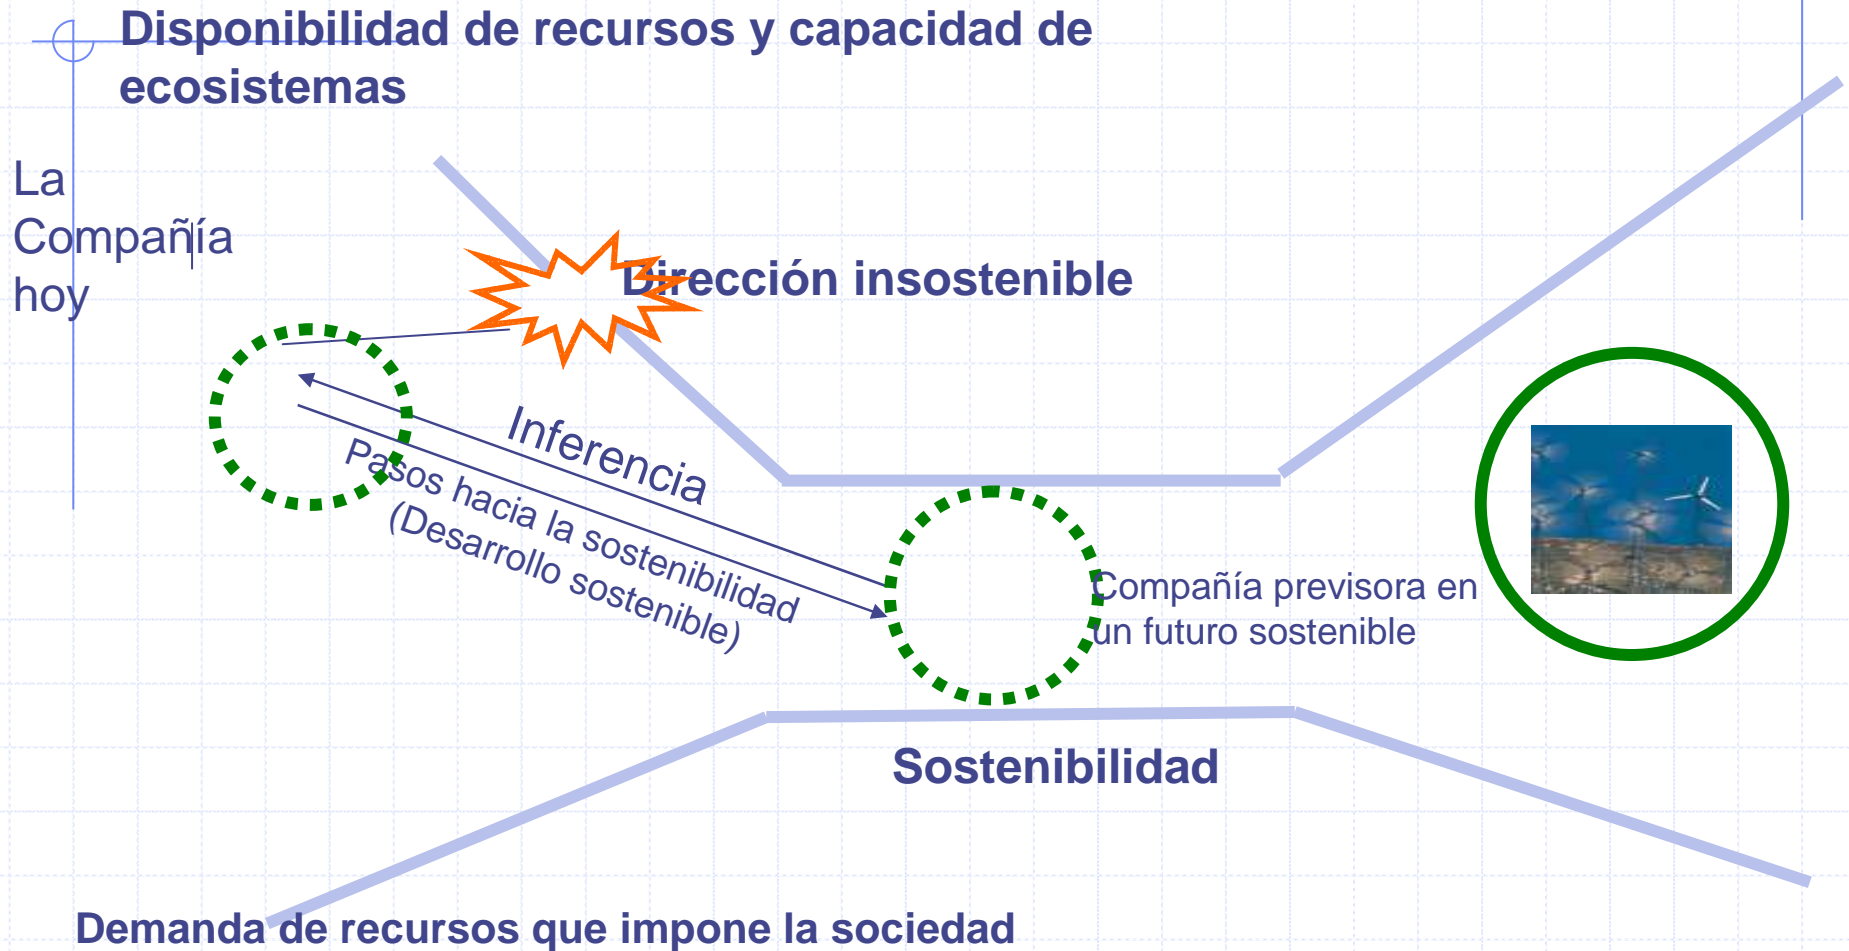 Disponibilidad de recursos y capacidad de
ecosistemas
La
Compañía
hoy
Dirección insostenible
Inferencia
Pasos hacia la sostenibilidad
(Desarrollo sostenible)
Compañía previsora en
un futuro sostenible
Sostenibilidad
Demanda de recursos que impone la sociedad